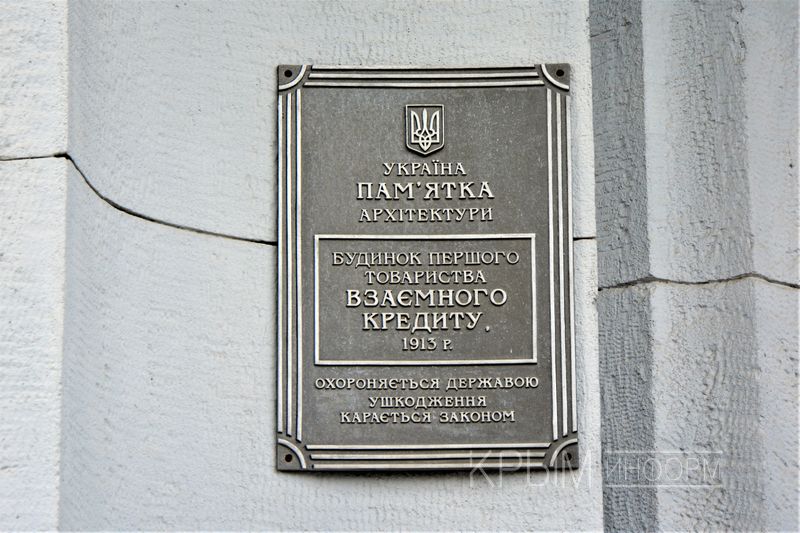 УКРАЇНА
ПАМ'ЯТКА
АРХІТЕКТУРИ
БУДИНОК ПЕРШОГО
ТОВАРИСТВА
ВЗАЄМНОГО
КРЕДИТУ.
1913 Р.
ОХОРОНЯЄТЬСЯ ДЕРЖАВОЮ
УШКОДЖЕННЯ
КАРАЄТЬСЯ ЗАКОНОМ
КРЫМ ИНФОРМ